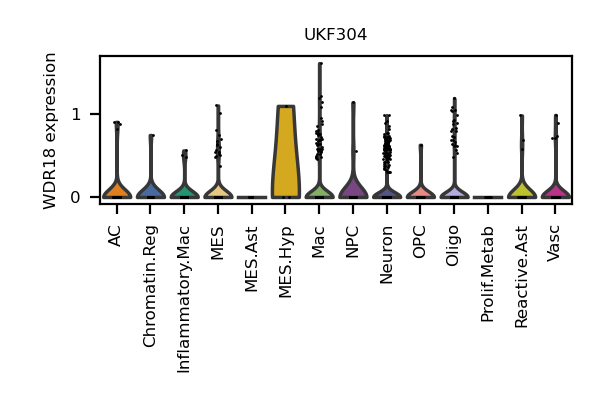 UKF304
WDR18 expression
1
0
AC
Chromatin.Reg
Inflammatory.Mac
MES
MES.Ast
MES.Hyp
Mac
NPC
Neuron
OPC
Oligo
Prolif.Metab
Reactive.Ast
Vasc